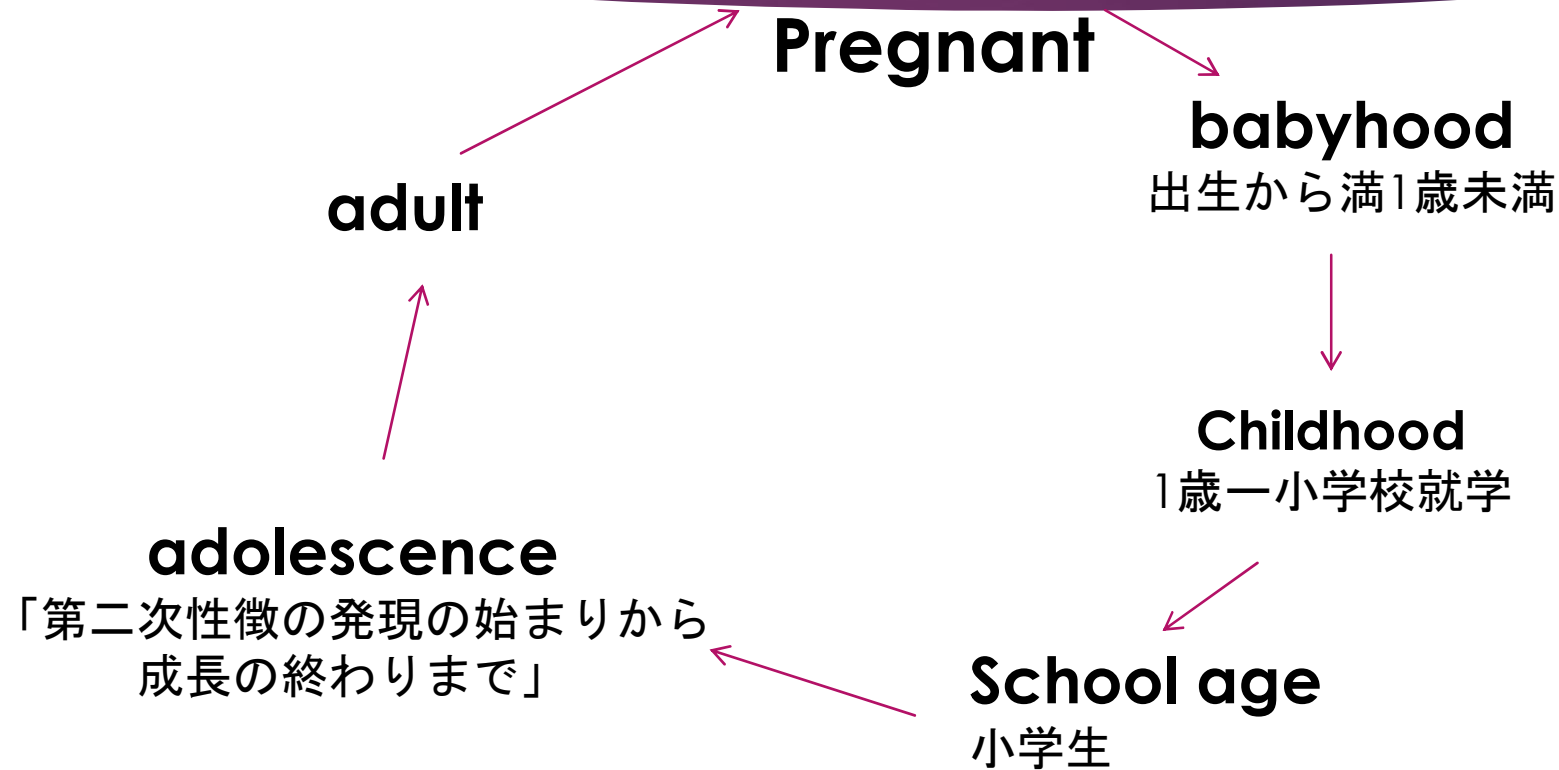 Pregnant
babyhood
出生から満1歳未満
adult
Childhood
1歳ー小学校就学
adolescence
「第二次性徴の発現の始まりから
成長の終わりまで」
School age
小学生